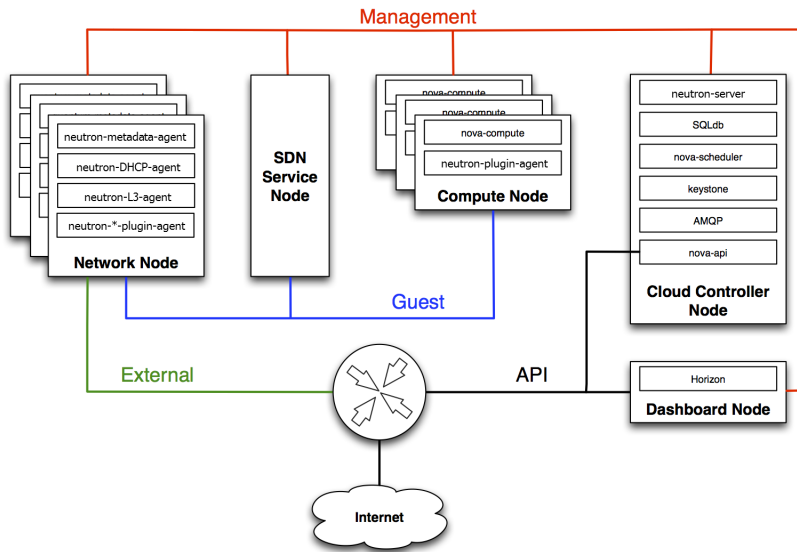 Management
neutron-metadata-agent
neutron-DHCP-agent
neutron-L3-agent
neutron-*-plugin-agent
Network Node
SDN
Service
Node
nova-compute
nova-compute
nova-compute
neutron-plugin-agent
Compute Node
neutron-server
SQLdb
nova-scheduler
keystone
AMQP
nova-api
Cloud Controller
Node
Guest
External
API
Horizon
Dashboard Node
Internet